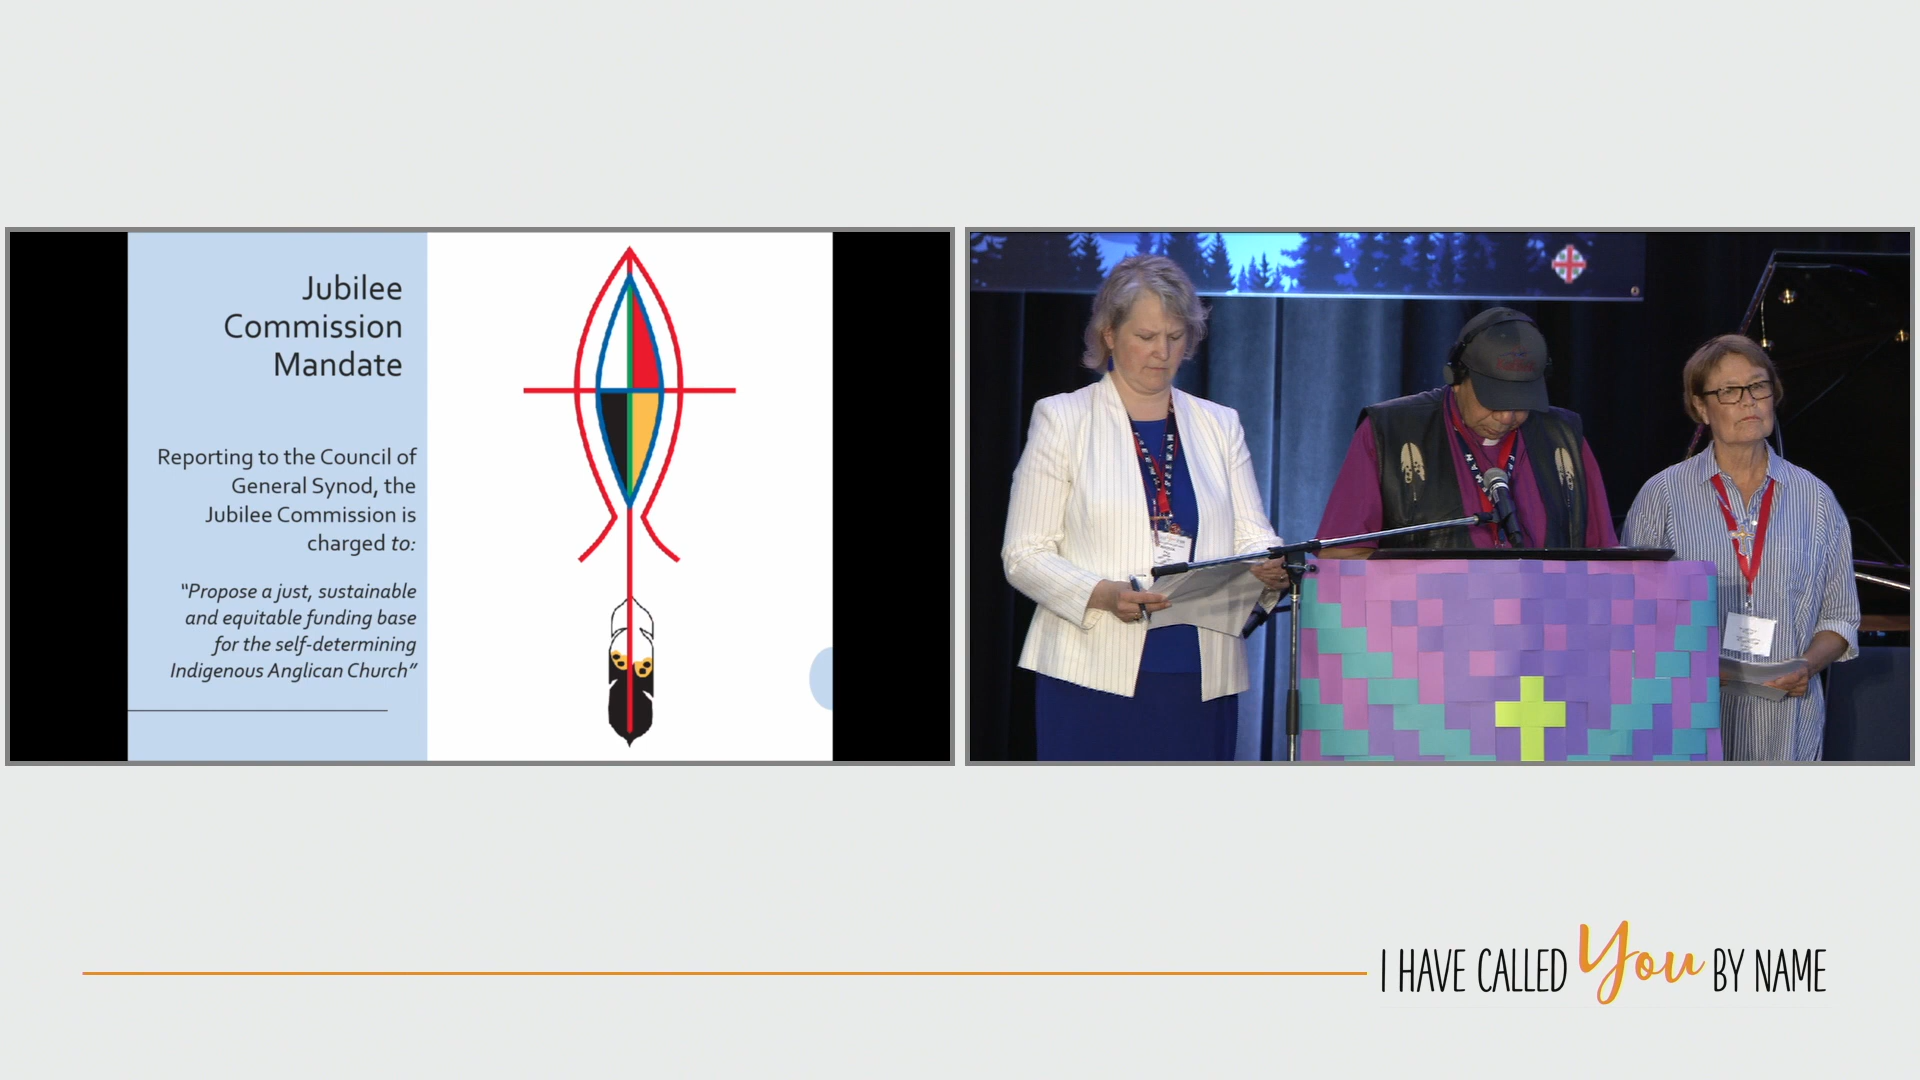 Jubilee
Commission
Mandate
Reporting to the Council of
General Synod, the
Jubilee Commission is
charged to:
“Propose a just, sustainable
and equitable funding base
for the self-determining
Indigenous Anglican Church”
I HAVE CALLED You BY NAME